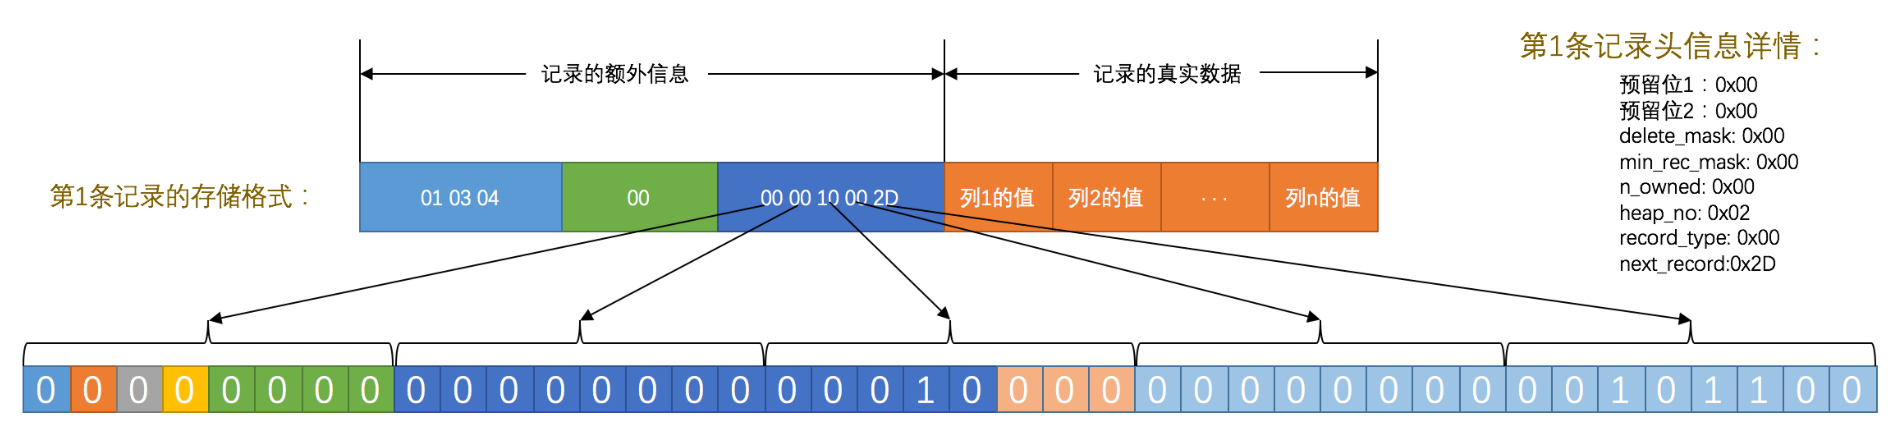 记录的额外信息
记录的真实数据
第1条记录头信息详情：
预留位1：0x00
预留位2：0x00
delete_mask: 0x00
min_rec_mask: 0x00
n_owned: 0x00
heap_no: 0x02
record_type: 0x00
next_record:0x2D
第1条记录的存储格式：
01 03 04
00
00 00 10 00 2D
列1的值
列2的值
...
列n的值
0 0 0 0 0 0 0 0 0 0 0 0 0 0 0 0 0 0 0 1 0 0 0 0 0 0 0 0 0 0 0 0 0 0 1 0 1 1 0 0